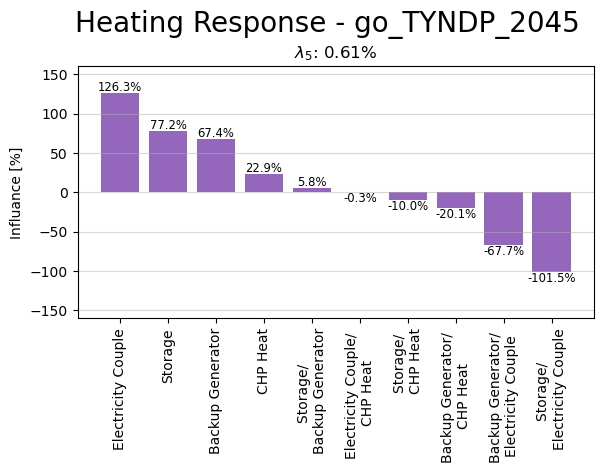 Heating Response - go_TYNDP_2045
λ5: 0.61%
Influance [%]
150
100
50
0
−50
−100
−150
126.3%
77.2%
67.4%
22.9%
5.8%
-0.3%
-10.0%
-20.1%
-67.7%
-101.5%
Electricity Couple
Storage
Backup Generator
CHP Heat
Storage/
Backup Generator
Electricity Couple/
CHP Heat
Storage/
CHP Heat
Backup Generator/
CHP Heat
Backup Generator/
Electricity Couple
Storage/
Electricity Couple